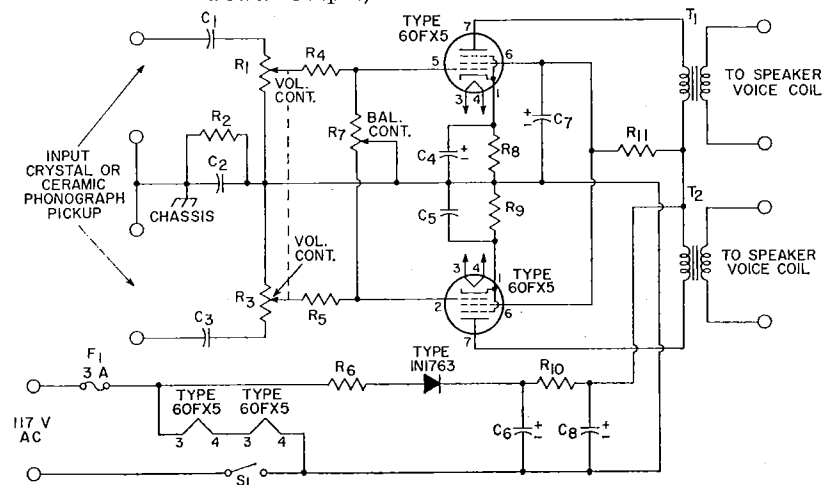 TYPE
60FX5
T1
C1
R1
VOL.
CONT.
R4
7
5
6
3
4
1
TO SPEAKER
VOICE COIL
R2
C2
CHASSIS
INPUT
CRYSTAL OR
CERAMIC
PHONOGRAPH
PICKUP
BAL.
CONT.
R7
C4
+
-
R8
C7
+
-
R11
C5
R9
T2
VOL.
CONT.
R3
R5
C3
3
4
1
TYPE
60FX5
2
6
7
TO SPEAKER
VOICE COIL
F1
3 A
TYPE
60FX5
TYPE
60FX5
3
4
3
4
R6
TYPE
IN1763
R10
C6
+
-
C8
+
-
117 V
AC
S1